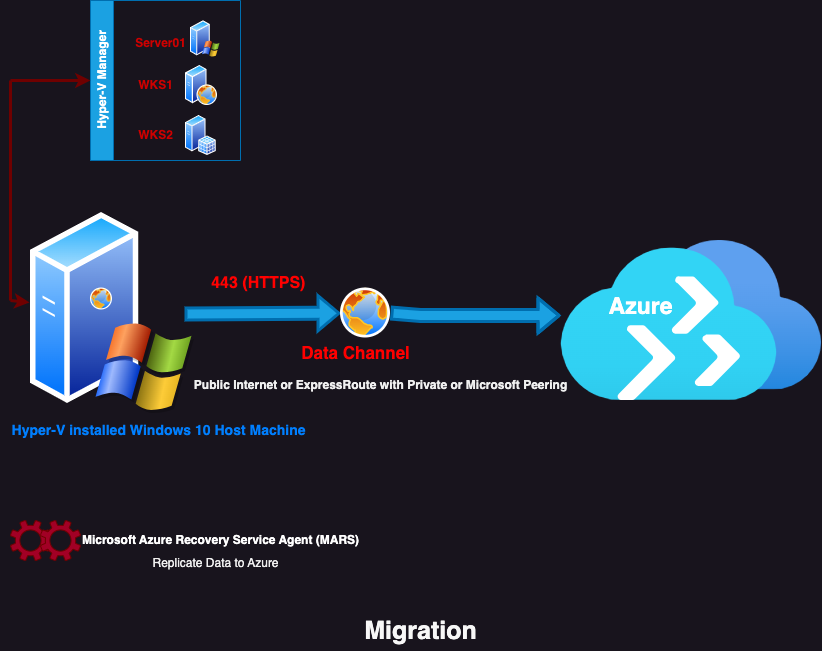 Hyper-V Manager
Server01
WKS1
WKS2
443 (HTTPS)
Azure
Data Channel
Public Internet or ExpressRoute with Private or Microsoft Peering
Hyper-V installed Windows 10 Host Machine
Microsoft Azure Recovery Service Agent (MARS)
Replicate Data to Azure
Migration